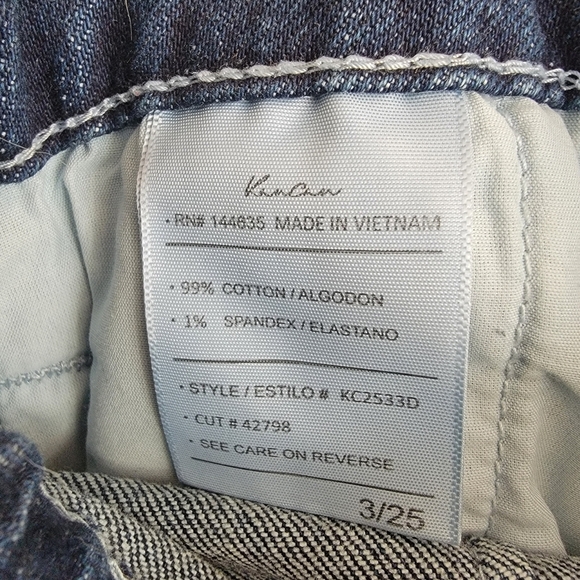 KanCan
• RN# 144635 MADE IN VIETNAM
• 99% COTTON / ALGODON
• 1% SPANDEX / ELASTANO
• STYLE / ESTILO # KC2533D
• CUT # 42798
• SEE CARE ON REVERSE
3/25